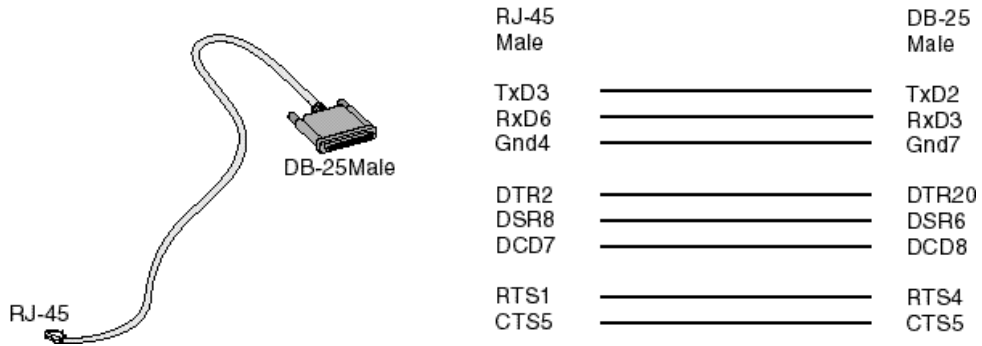 RJ-45 DB-25
Male Male
TxD3 TxD2
RxD6 RxD3
Gnd4 Gnd7
DB-25Male
DTR2 DTR20
DSR8 DSR6
DCD7 DCD8
RTS1 RTS4
CTS5 CTS5
RJ-45